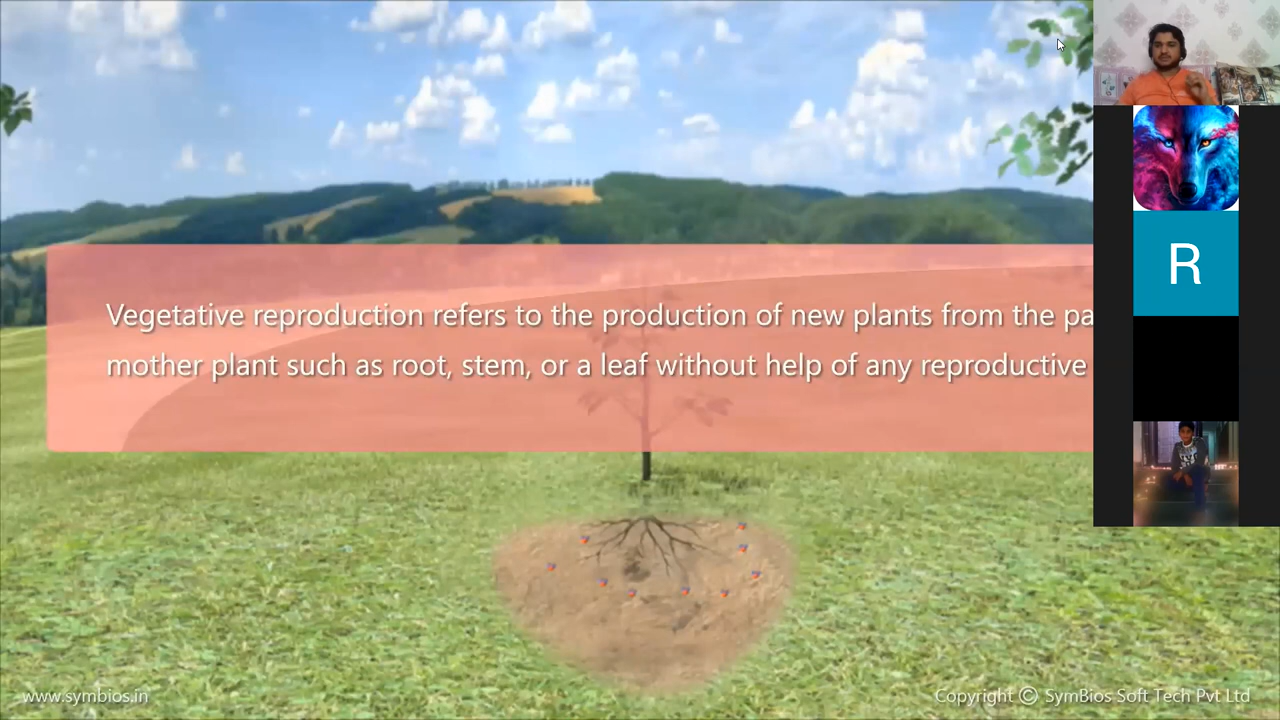 Vegetative reproduction refers to the production of new plants from the pa
mother plant such as root, stem, or a leaf without help of any reproductive
R
www.symbios.in
Copyright © SymBios Soft Tech Pvt Ltd